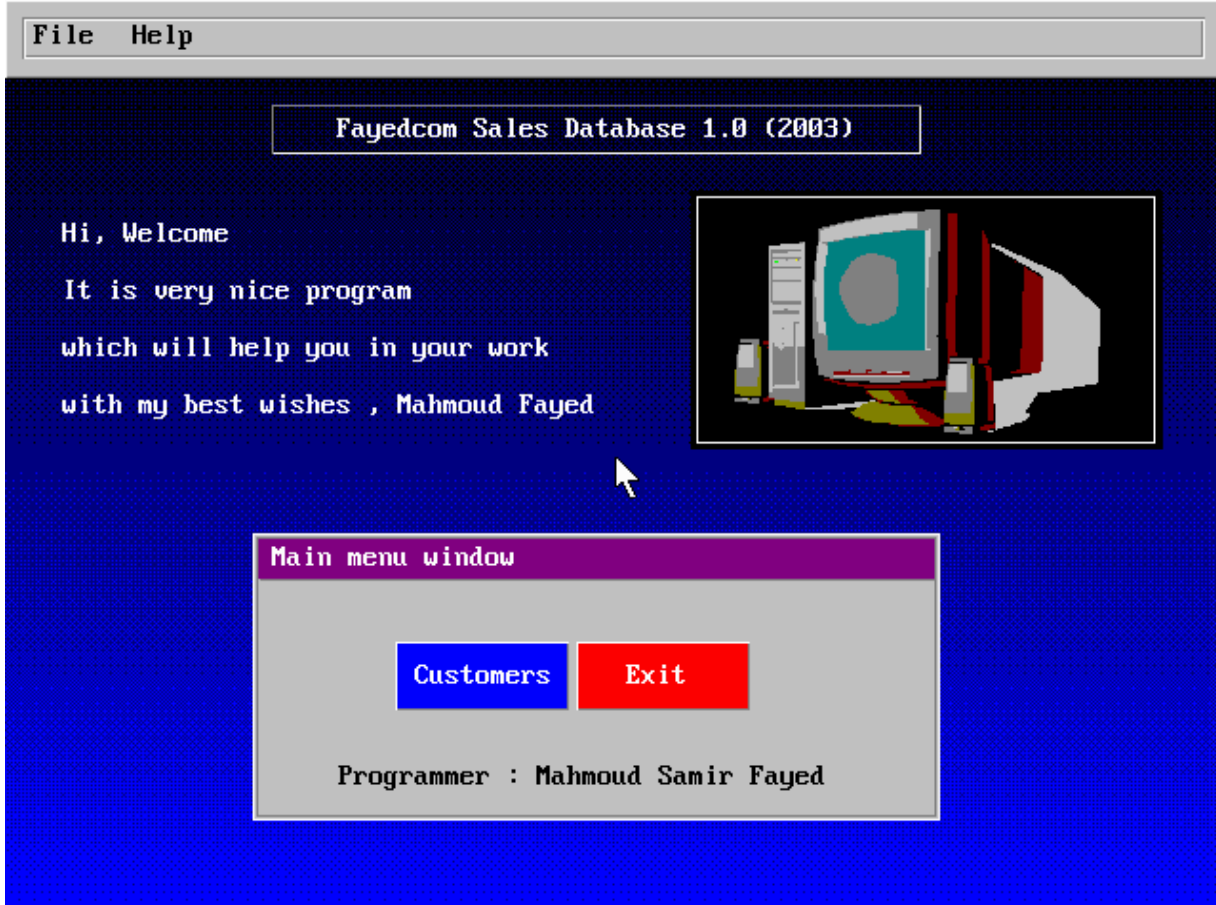 File Help
Fayedcom Sales Database 1.0 (2003)
Hi, Welcome
It is very nice program
which will help you in your work
with my best wishes , Mahmoud Fayed
Main menu window
Customers Exit
Programmer : Mahmoud Samir Fayed